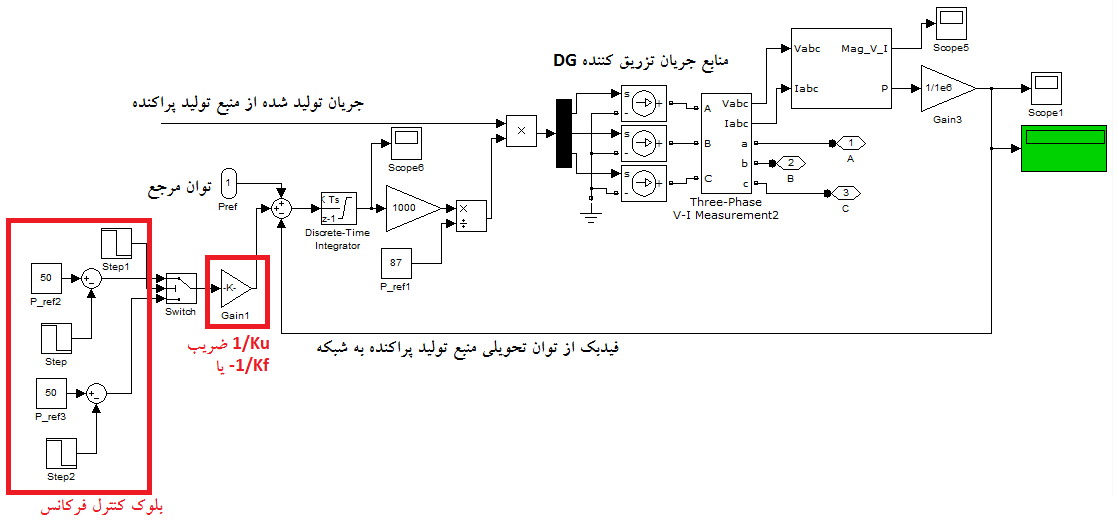 Scope5
Vabc
Mag_V_I
Iabc
P
1/1e6
Gain3
Scope1
منابع جریان تزریق کننده DG
s
+
-
s
+
-
s
+
-
A
B
C
Vabc
Iabc
a
b
c
Three-Phase
V-I Measurement2
1
A
2
B
3
C
جریان تولید شده از منبع تولید پراکنده
×
Scope6
توان مرجع
1
Pref
+
+
-
K Ts
z-1
Discrete-Time
Integrator
1000
×
÷
87
P_ref1
Step1
50
P_ref2
+
-
Step
Switch
-K-
Gain1
50
P_ref3
+
-
Step2
ضریب 1/Ku
یا -1/Kf
فیدبک از توان تحویلی منبع تولید پراکنده به شبکه
بلوک کنترل فرکانس